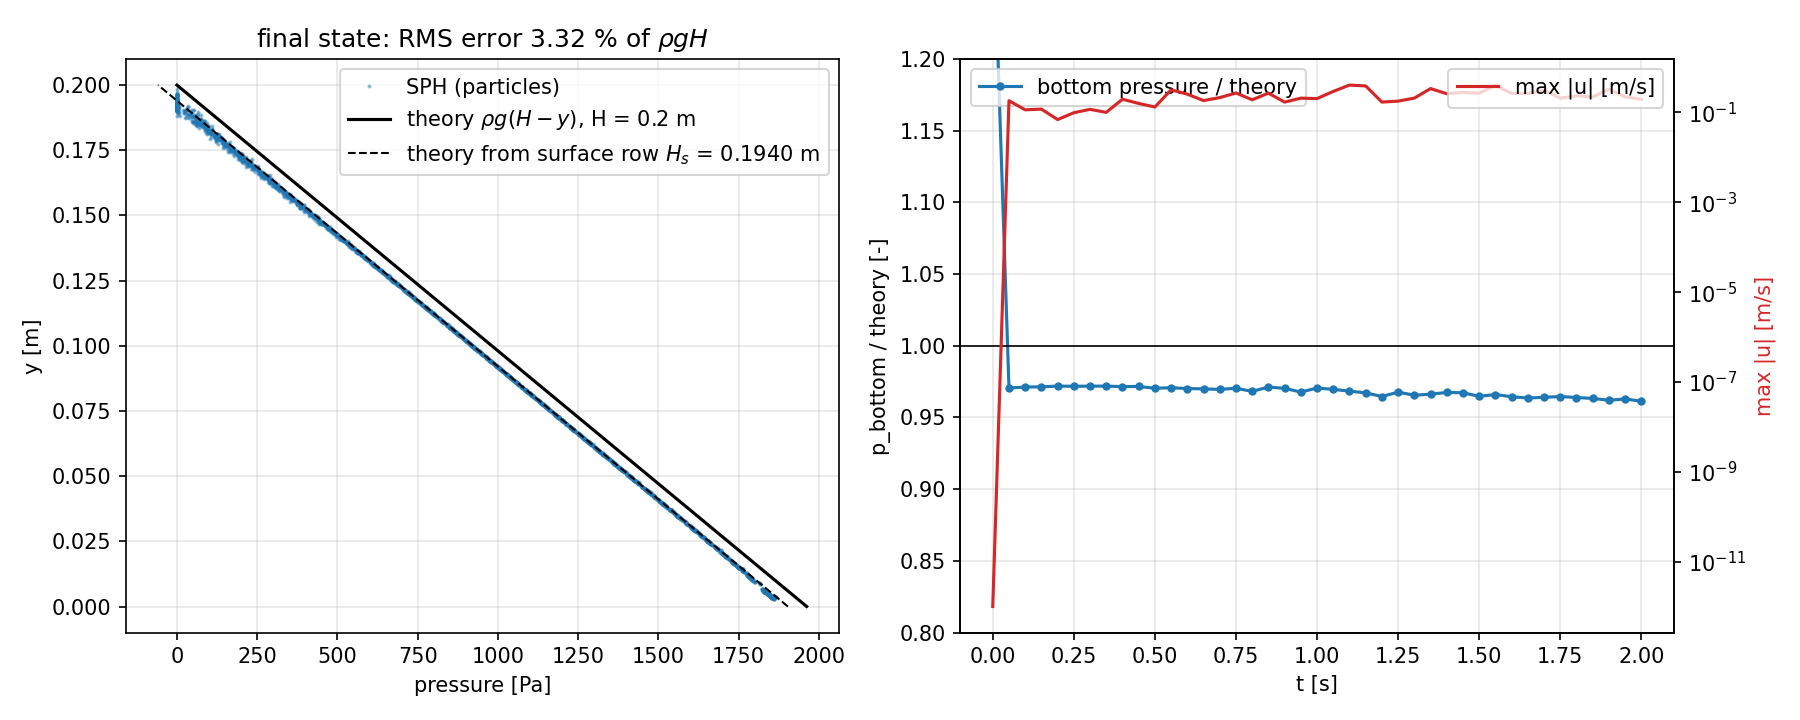 final state: RMS error 3.32 % of ρgH
SPH (particles)
theory ρg(H − y), H = 0.2 m
theory from surface row Hₛ = 0.1940 m
0.200
0.175
0.150
0.125
0.100
0.075
0.050
0.025
0.000
y [m]
0 250 500 750 1000 1250 1500 1750 2000
pressure [Pa]
bottom pressure / theory
max |u| [m/s]
1.20
1.15
1.10
1.05
1.00
0.95
0.90
0.85
0.80
p_bottom / theory [-]
10⁻¹
10⁻³
10⁻⁵
10⁻⁷
10⁻⁹
10⁻¹¹
max |u| [m/s]
0.00 0.25 0.50 0.75 1.00 1.25 1.50 1.75 2.00
t [s]